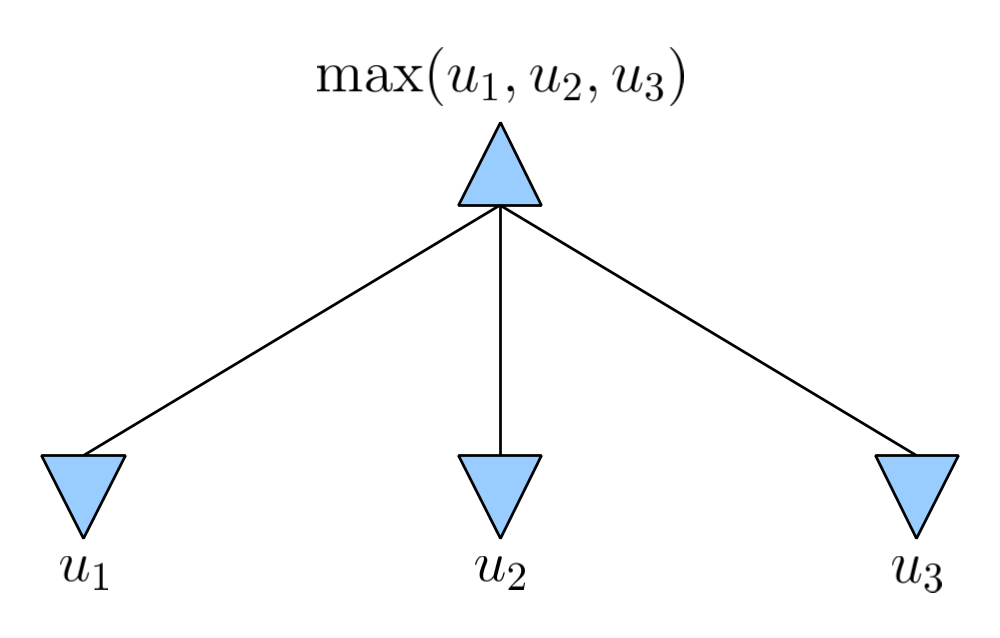 max(u₁, u₂, u₃)
u₁ u₂ u₃